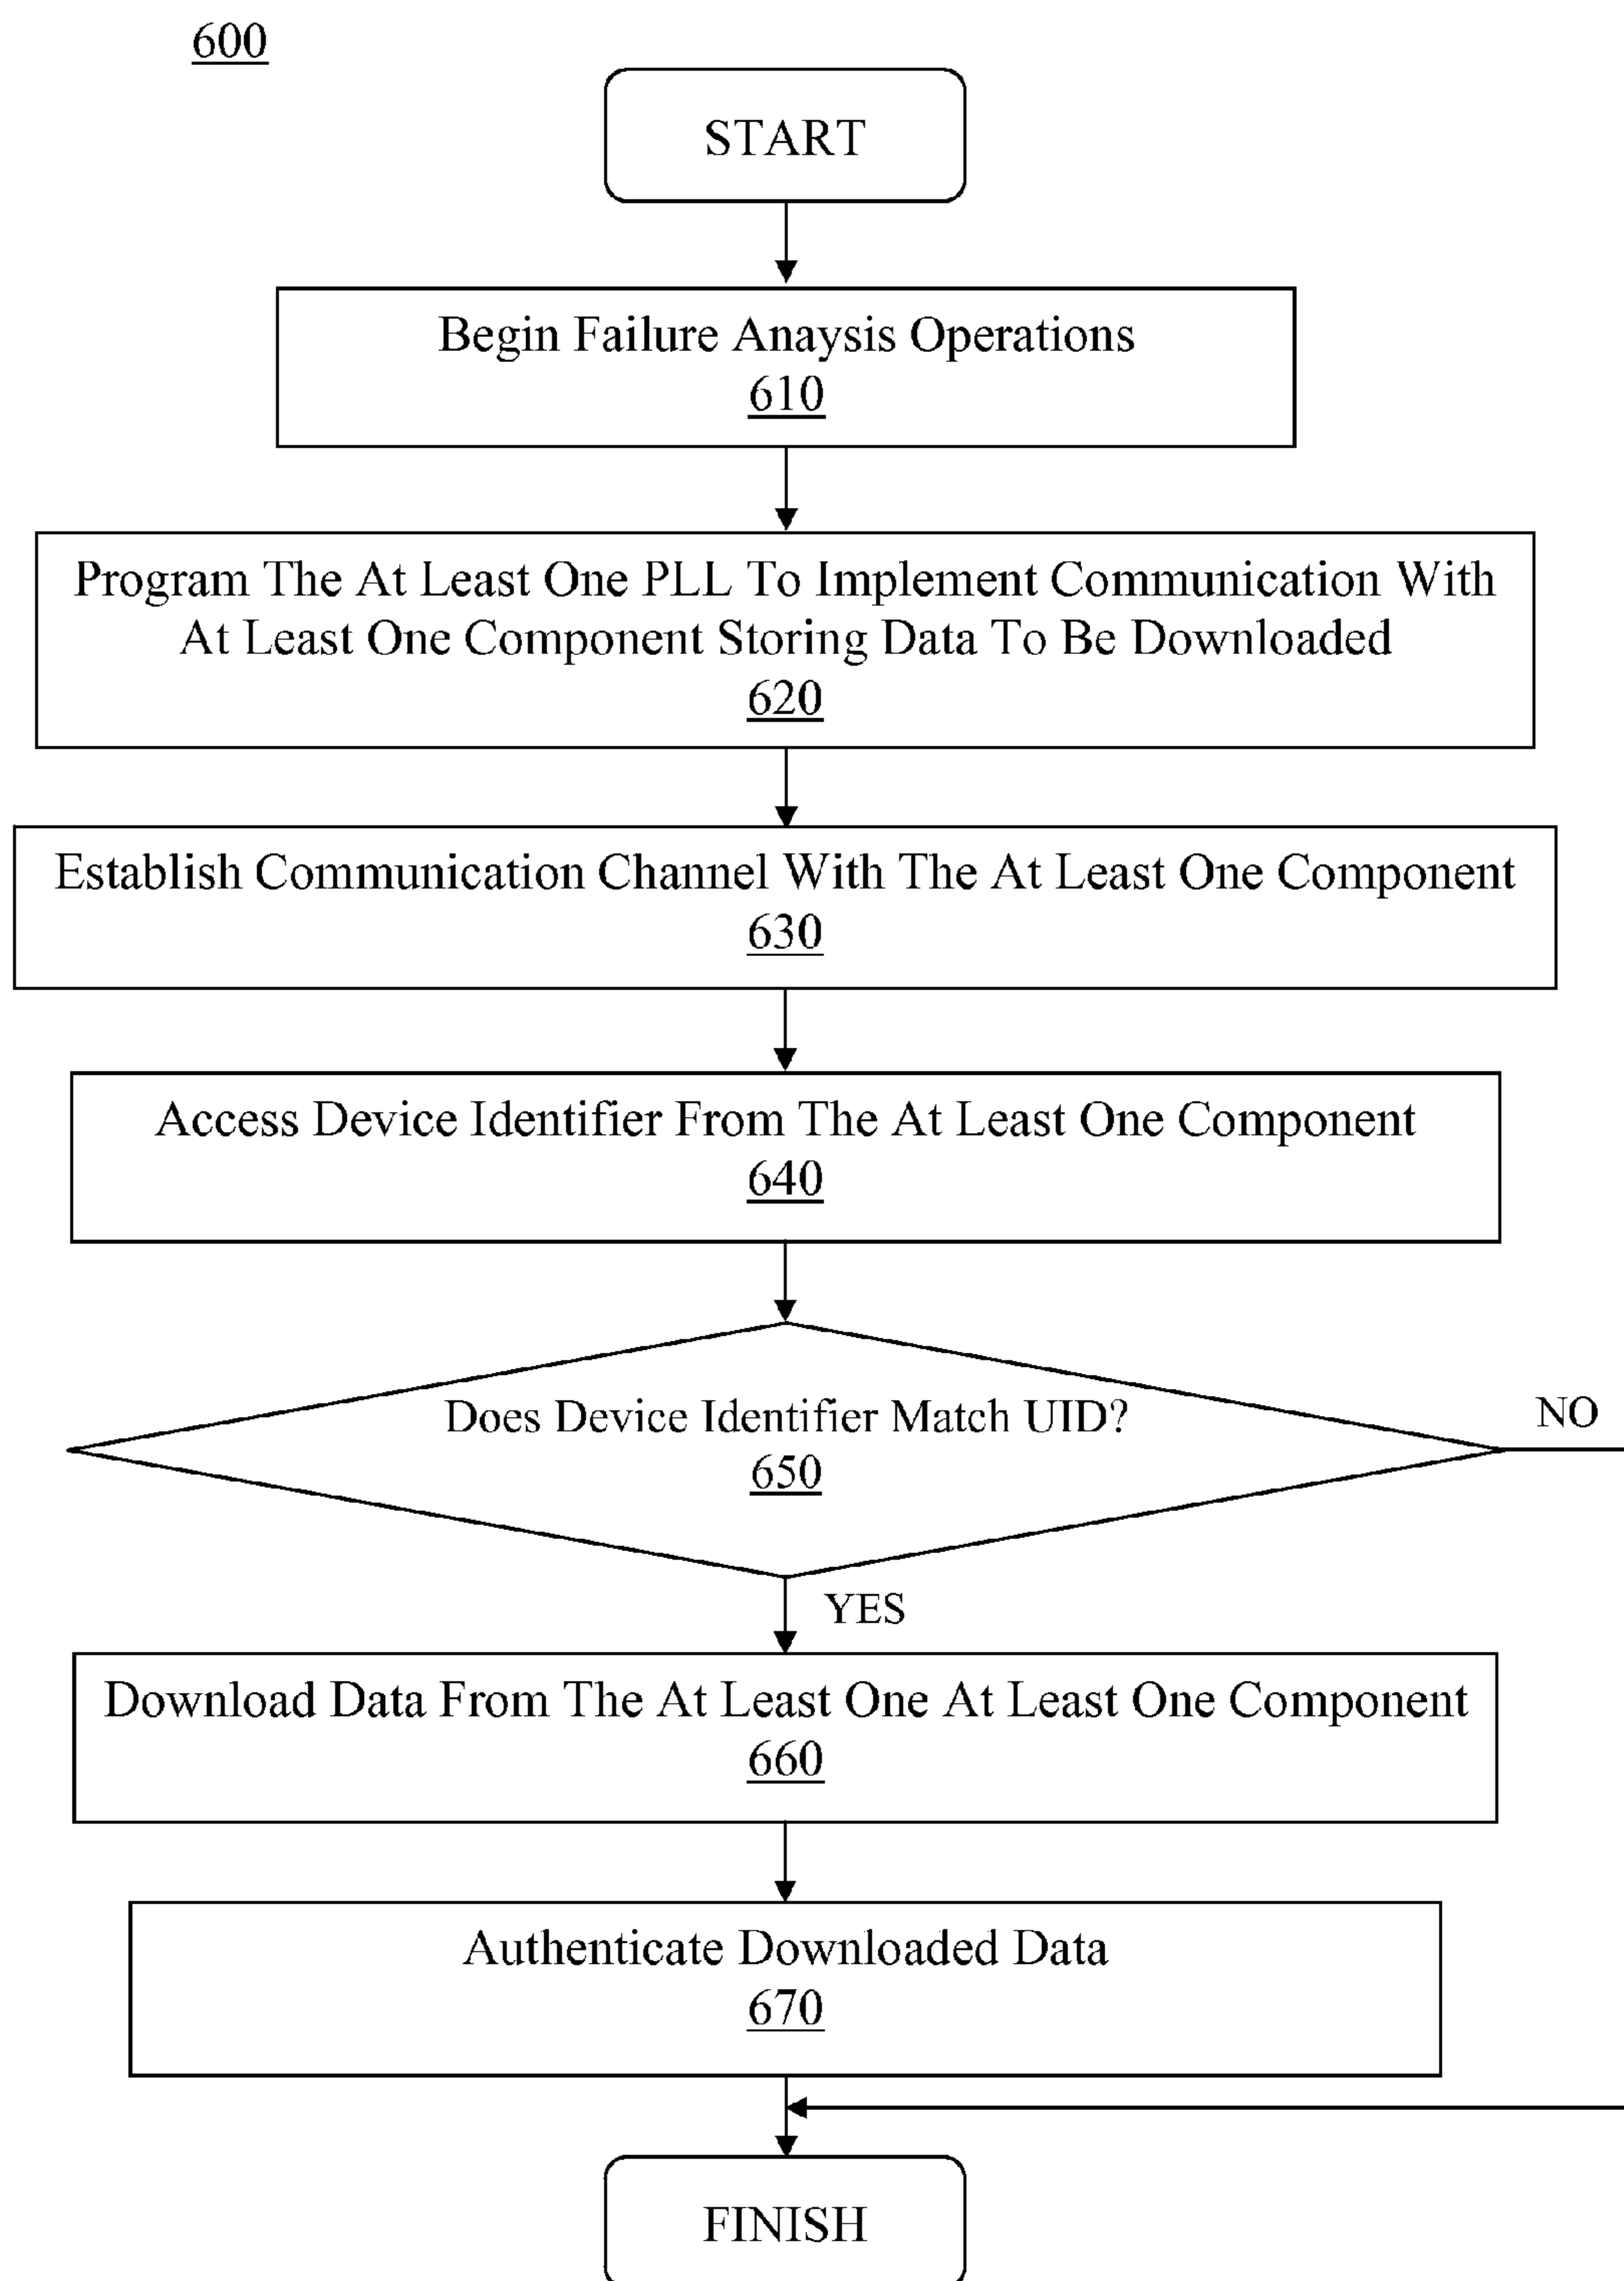 600
START
Begin Failure Anaysis Operations
610
Program The At Least One PLL To Implement Communication With
At Least One Component Storing Data To Be Downloaded
620
Establish Communication Channel With The At Least One Component
630
Access Device Identifier From The At Least One Component
640
Does Device Identifier Match UID?
650
NO
YES
Download Data From The At Least One At Least One Component
660
Authenticate Downloaded Data
670
FINISH